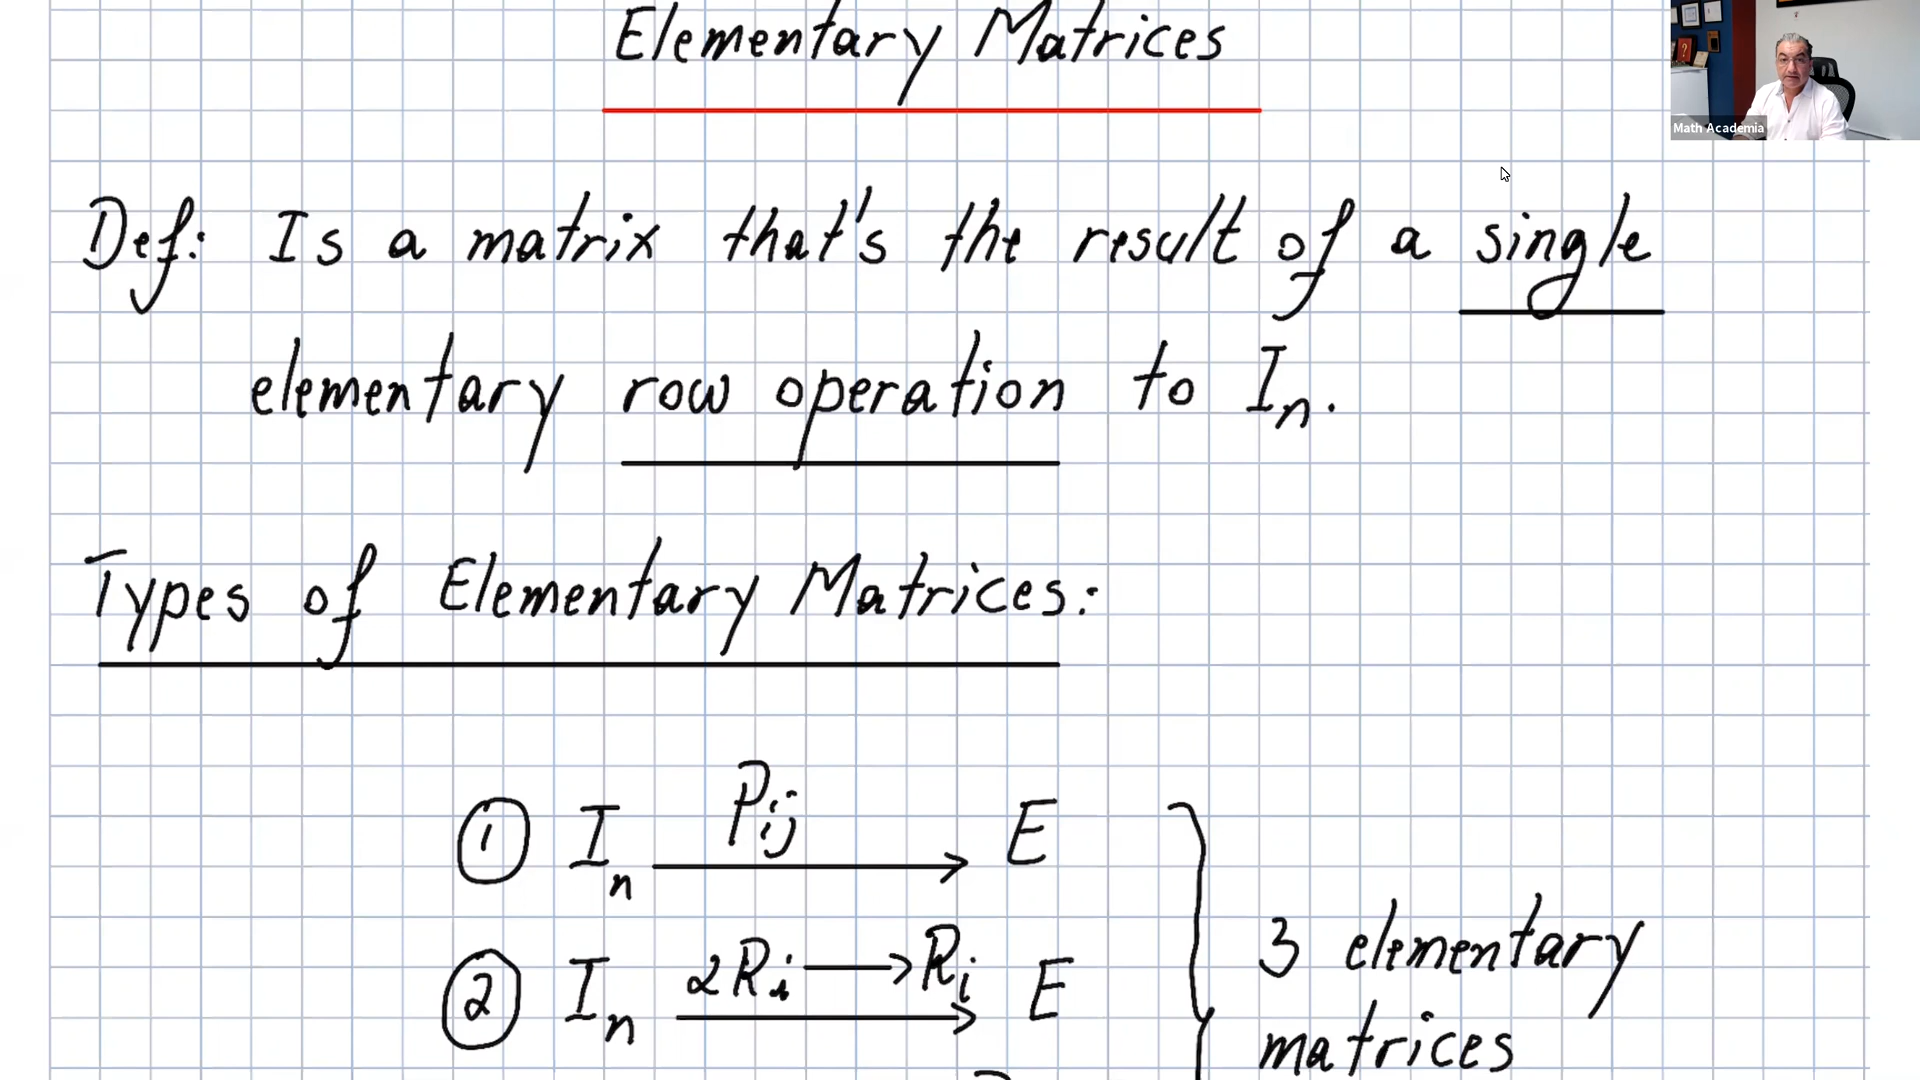 Elementary Matrices
Math Academia
Def: Is a matrix that's the result of a single
elementary row operation to In.
Types of Elementary Matrices:
① In Pij E
② In 2Ri → Ri E
3 elementary
matrices